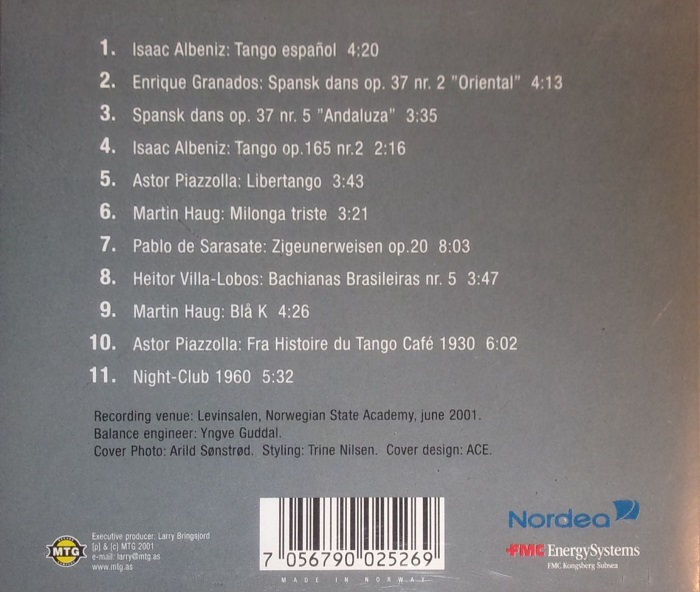 1. Isaac Albeniz: Tango español 4:20
2. Enrique Granados: Spansk dans op. 37 nr. 2 "Oriental" 4:13
3. Spansk dans op. 37 nr. 5 "Andaluza" 3:35
4. Isaac Albeniz: Tango op.165 nr.2 2:16
5. Astor Piazzolla: Libertango 3:43
6. Martin Haug: Milonga triste 3:21
7. Pablo de Sarasate: Zigeunerweisen op.20 8:03
8. Heitor Villa-Lobos: Bachianas Brasileiras nr. 5 3:47
9. Martin Haug: Blå K 4:26
10. Astor Piazzolla: Fra Histoire du Tango Café 1930 6:02
11. Night-Club 1960 5:32
Recording venue: Levinsalen, Norwegian State Academy, june 2001.
Balance engineer: Yngve Guddal.
Cover Photo: Arild Sønstrød. Styling: Trine Nilsen. Cover design: ACE.
MTG
Executive producer: Larry Bringsjord
(p) & (c) MTG 2001
e-mail: larry@mtg.as
www.mtg.as
7 056790 025269
MADE IN NORWAY
Nordea
FMC EnergySystems
FMC Kongsberg Subsea